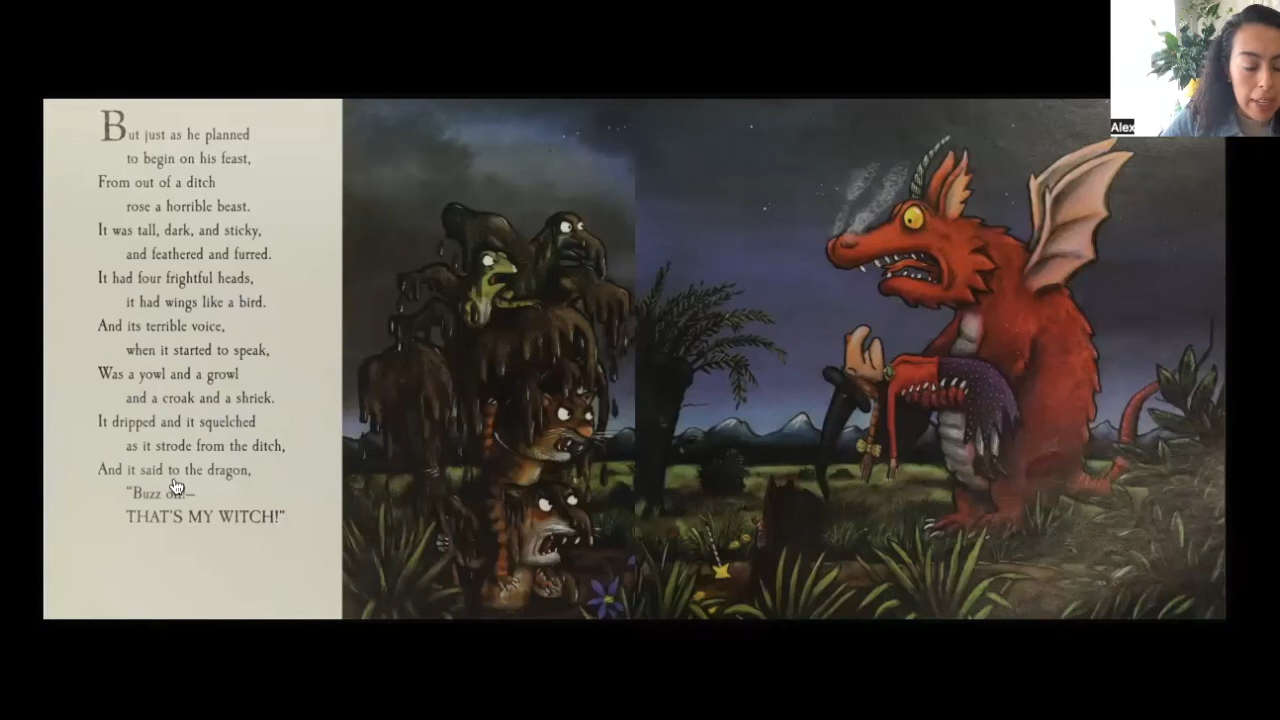 But just as he planned
to begin on his feast,
From out of a ditch
rose a horrible beast.
It was tall, dark, and sticky,
and feathered and furred.
It had four frightful heads,
it had wings like a bird.
And its terrible voice,
when it started to speak,
Was a yowl and a growl
and a croak and a shriek.
It dripped and it squelched
as it strode from the ditch,
And it said to the dragon,
"Buzz off!—
THAT'S MY WITCH!"
Alex